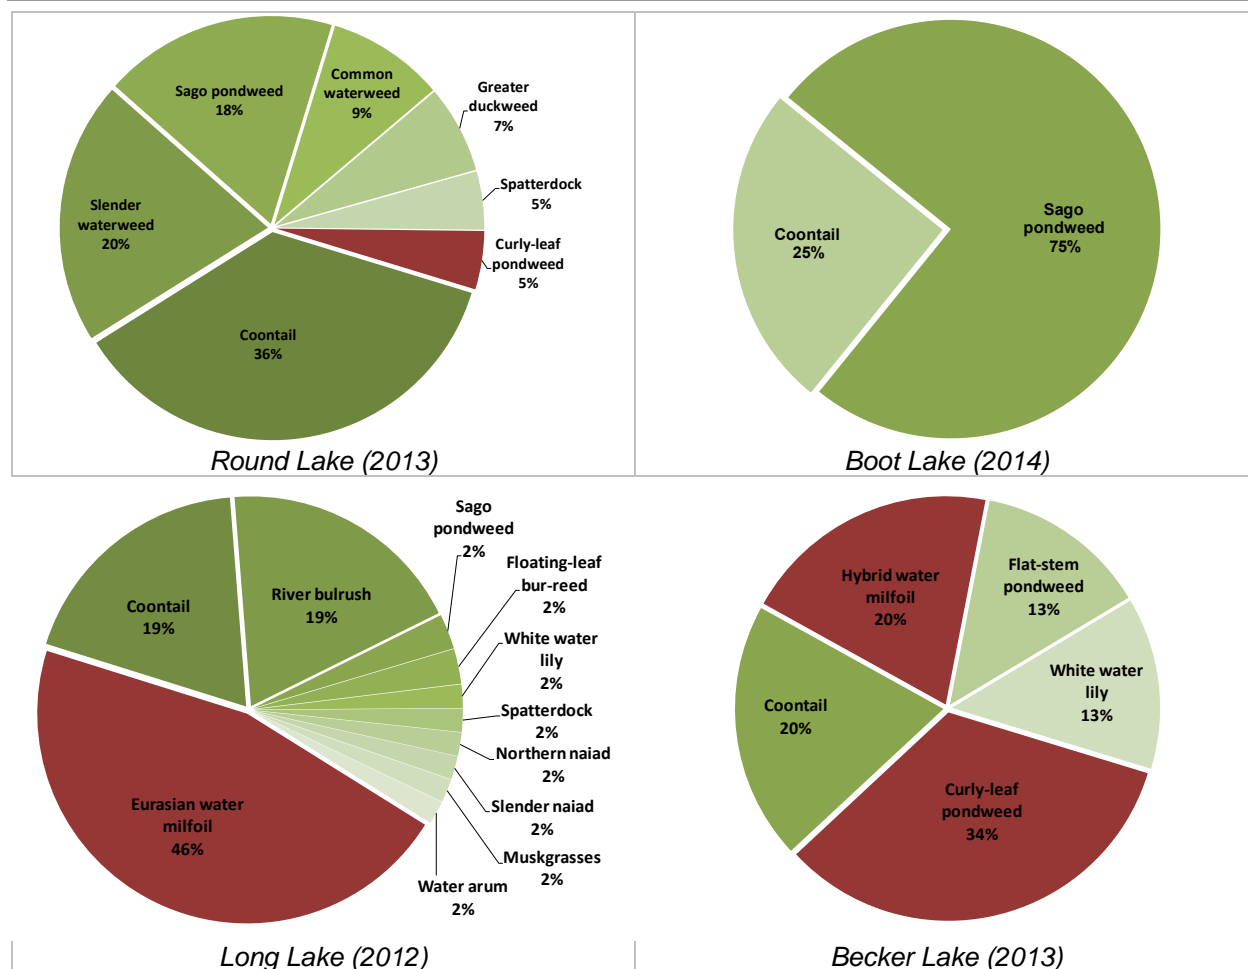 Sago pondweed
18%
Common
waterweed
9%
Greater
duckweed
7%
Spatterdock
5%
Curly-leaf
pondweed
5%
Coontail
36%
Slender
waterweed
20%
Round Lake (2013)
Sago
pondweed
75%
Coontail
25%
Boot Lake (2014)
Coontail
19%
River bulrush
19%
Sago
pondweed
2%
Floating-leaf
bur-reed
2%
White water
lily
2%
Spatterdock
2%
Northern naiad
2%
Slender naiad
2%
Muskgrasses
2%
Water arum
2%
Eurasian water
milfoil
46%
Long Lake (2012)
Hybrid water
milfoil
20%
Flat-stem
pondweed
13%
White water
lily
13%
Curly-leaf
pondweed
34%
Coontail
20%
Becker Lake (2013)